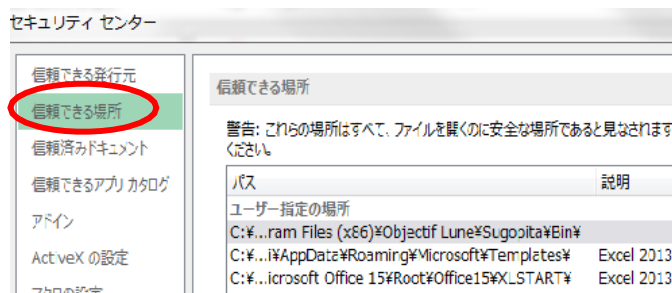 セキュリティ センター
信頼できる発行元
信頼できる場所
信頼済みドキュメント
信頼できるアプリ カタログ
アドイン
ActiveX の設定
マクロの設定
信頼できる場所
警告: これらの場所はすべて、ファイルを開くのに安全な場所であると見なされます
ください。
パス 説明
ユーザー指定の場所
C:¥...ram Files (x86)¥Objectif Lune¥Sugopita¥Bin¥
C:¥...i¥AppData¥Roaming¥Microsoft¥Templates¥ Excel 2013
C:¥...icrosoft Office 15¥Root¥Office15¥XLSTART¥ Excel 2013